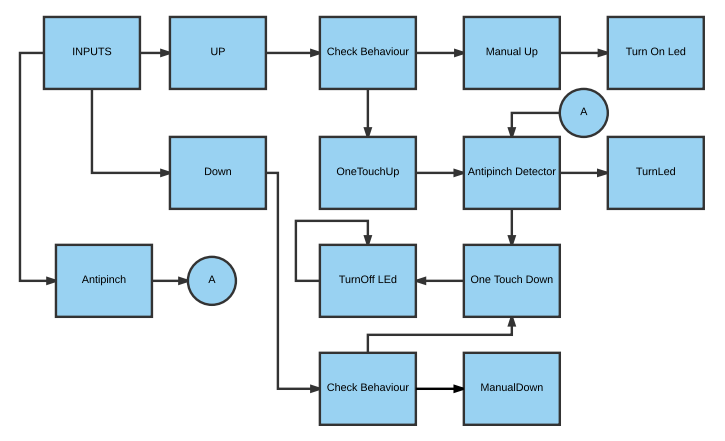 INPUTS
UP
Check Behaviour
Manual Up
Turn On Led
A
Down
OneTouchUp
Antipinch Detector
TurnLed
Antipinch
A
TurnOff LEd
One Touch Down
Check Behaviour
ManualDown